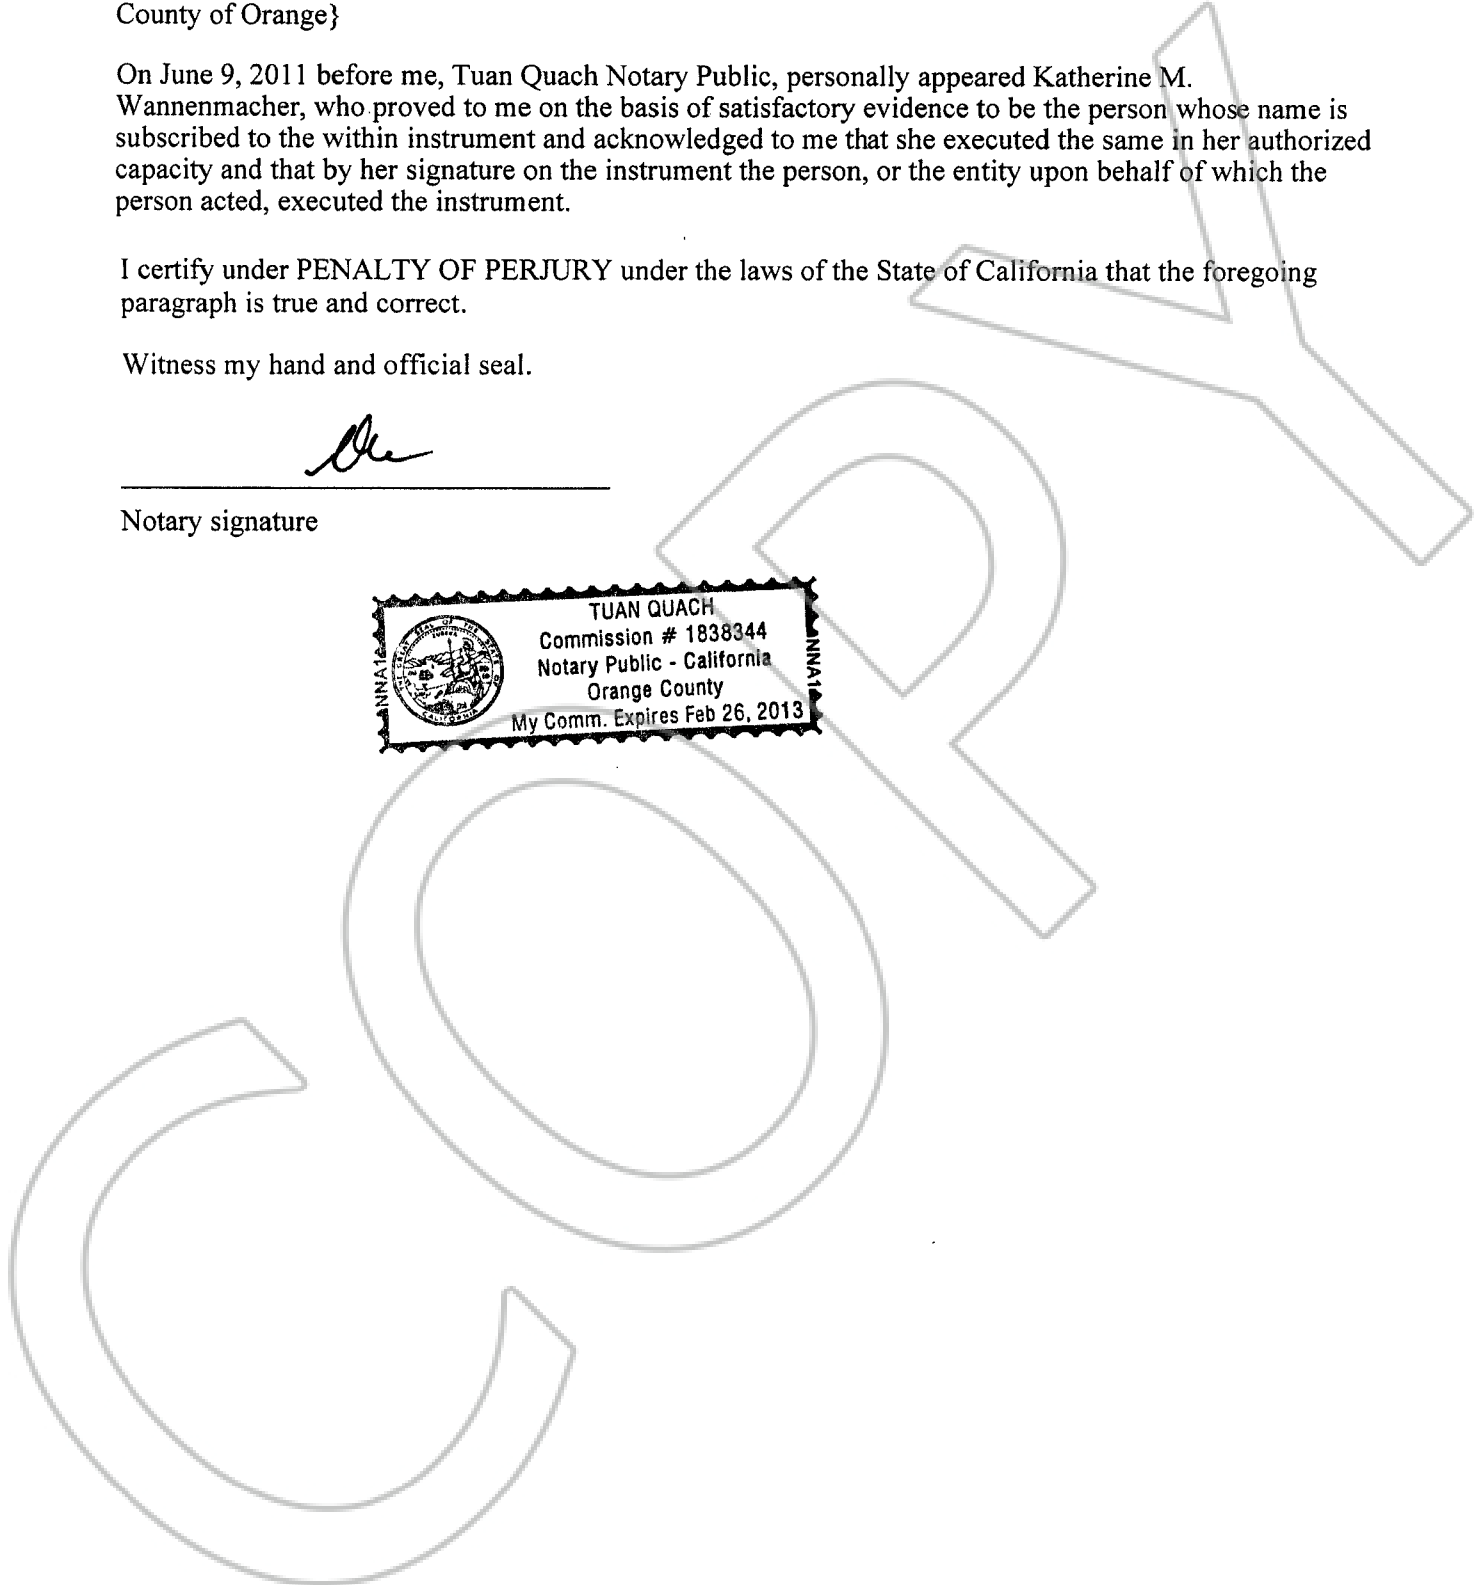 County of Orange}
On June 9, 2011 before me, Tuan Quach Notary Public, personally appeared Katherine M.
Wannenmacher, who proved to me on the basis of satisfactory evidence to be the person whose name is
subscribed to the within instrument and acknowledged to me that she executed the same in her authorized
capacity and that by her signature on the instrument the person, or the entity upon behalf of which the
person acted, executed the instrument.
I certify under PENALTY OF PERJURY under the laws of the State of California that the foregoing
paragraph is true and correct.
Witness my hand and official seal.
Notary signature
TUAN QUACH
Commission # 1838344
Notary Public - California
Orange County
My Comm. Expires Feb 26, 2013
NNA1
NNA1
COPY